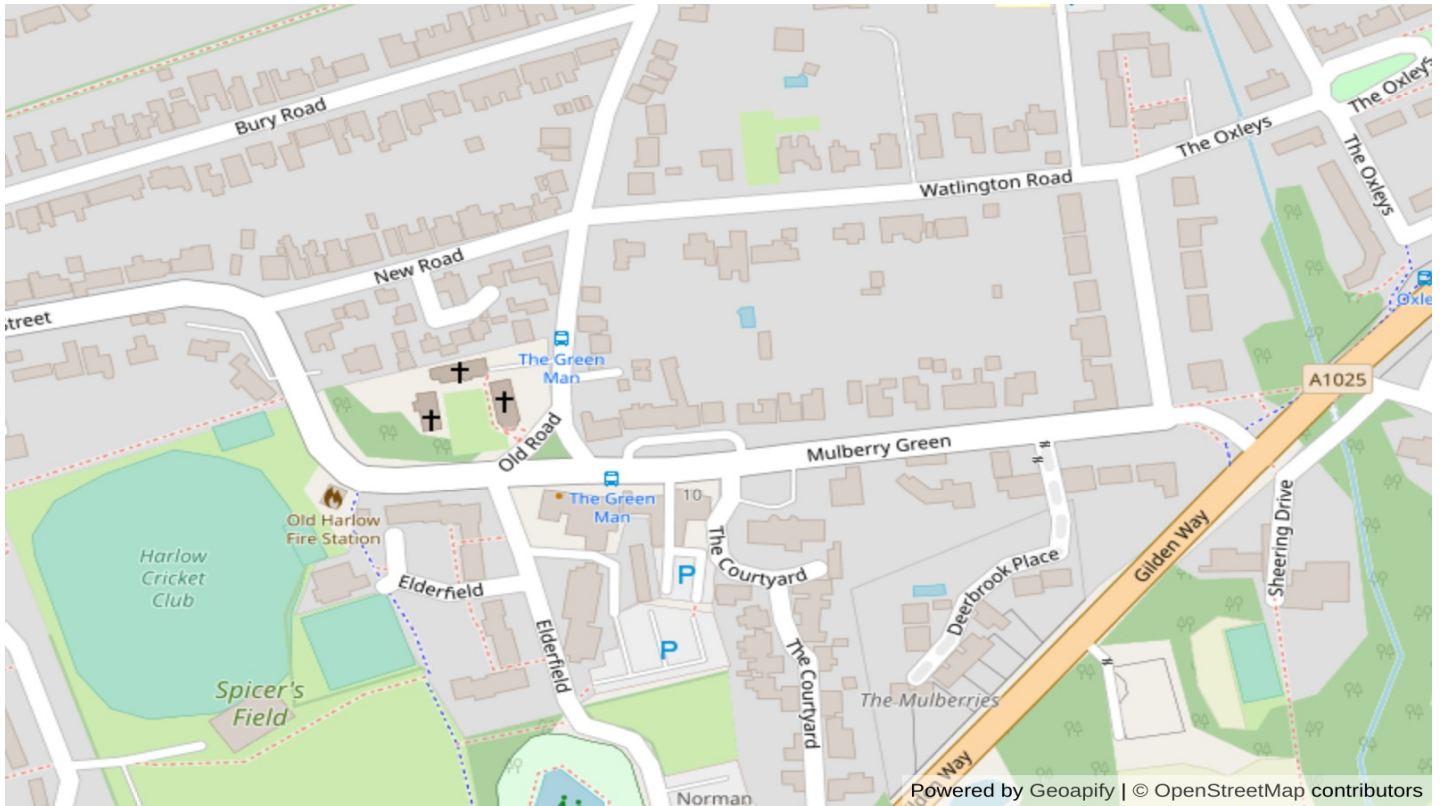 Bury Road
The Oxleys
The Oxleys
The Oxleys
Watlington Road
New Road
Street
The Green
Man
Oxle
A1025
Old Road
Mulberry Green
The Green
Man
10
Old Harlow
Fire Station
Harlow
Cricket
Club
Elderfield
P
The Courtyard
Deerbrook Place
Gilden Way
Sheering Drive
Elderfield
P
The Courtyard
Spicer's
Field
The Mulberries
Gilden Way
Norman
Powered by Geoapify | © OpenStreetMap contributors